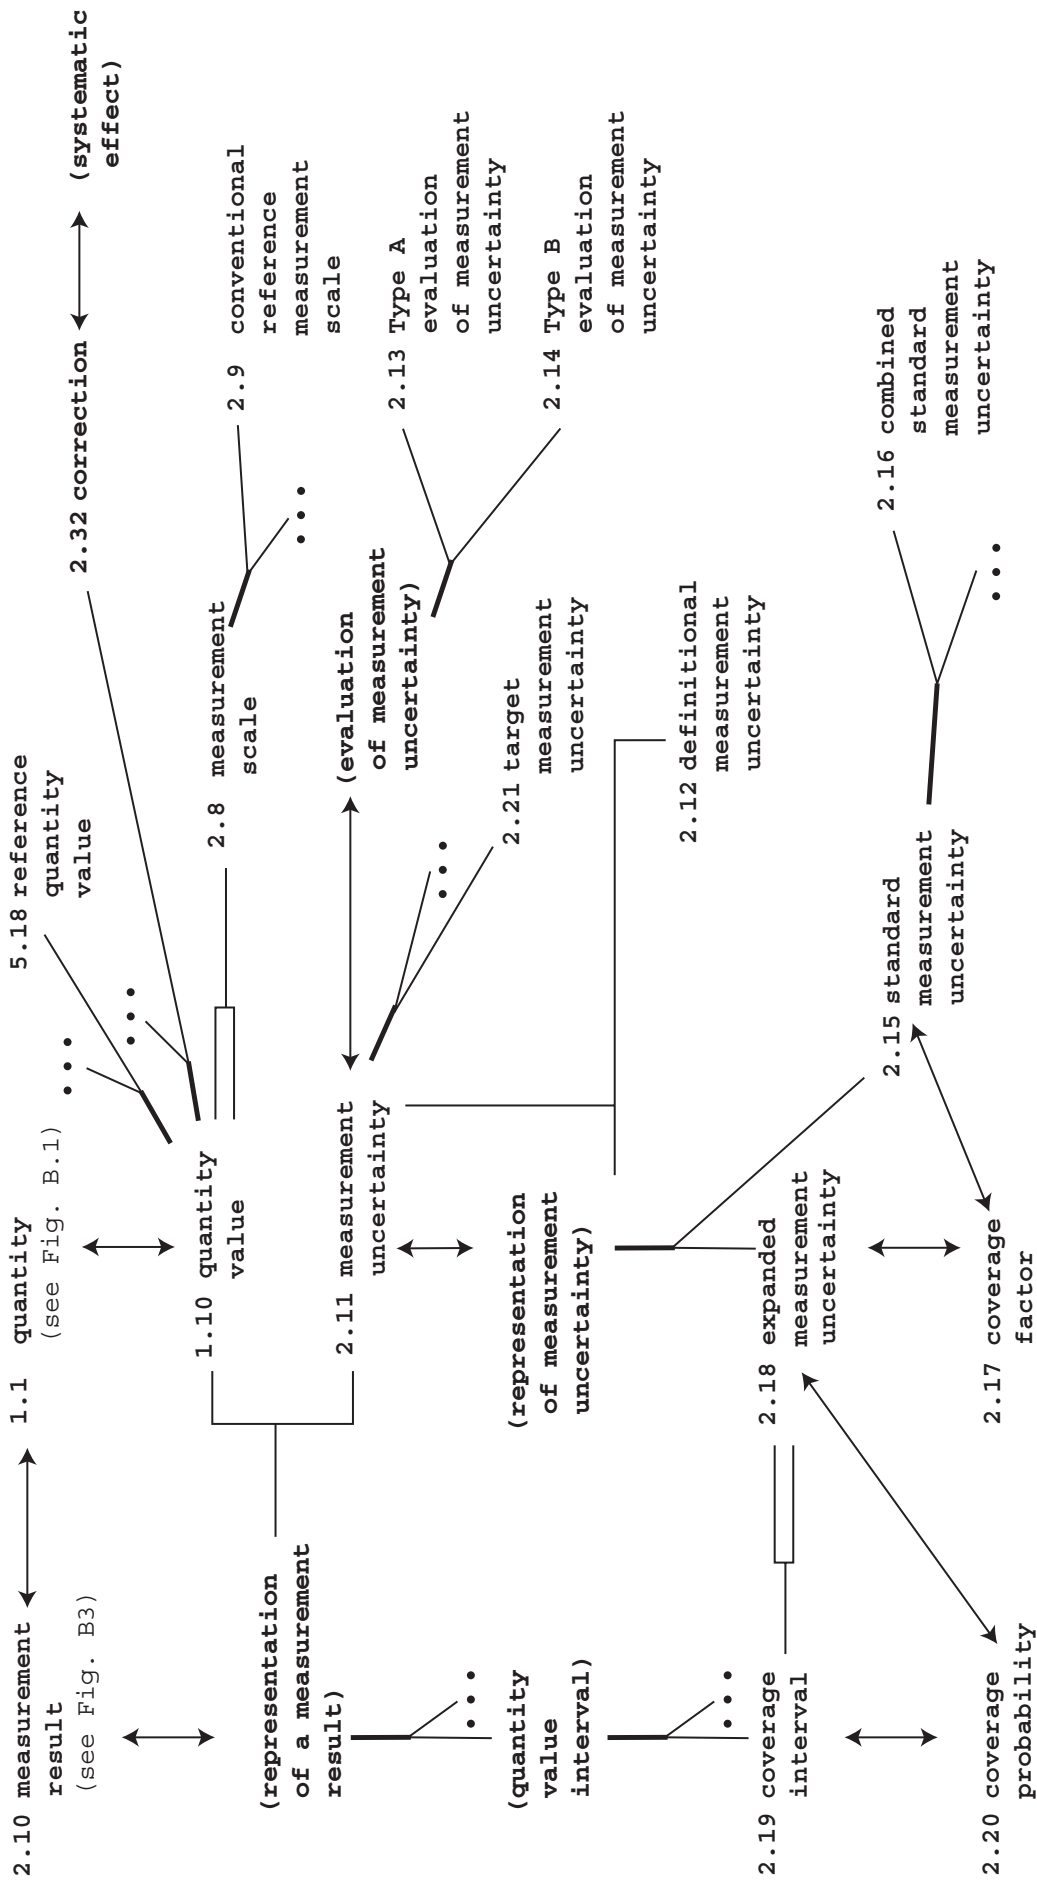 2.10 measurement
result
(see Fig. B3)
1.1 quantity
(see Fig. B.1)
5.18 reference
quantity
value
2.32 correction
(systematic
effect)
1.10 quantity
value
2.8 measurement
scale
2.9 conventional
reference
measurement
scale
(representation
of a measurement
result)
2.11 measurement
uncertainty
(evaluation
of measurement
uncertainty)
2.13 Type A
evaluation
of measurement
uncertainty
2.14 Type B
evaluation
of measurement
uncertainty
2.21 target
measurement
uncertainty
(quantity
value
interval)
(representation
of measurement
uncertainty)
2.12 definitional
measurement
uncertainty
2.19 coverage
interval
2.18 expanded
measurement
uncertainty
2.15 standard
measurement
uncertainty
2.16 combined
standard
measurement
uncertainty
2.20 coverage
probability
2.17 coverage
factor